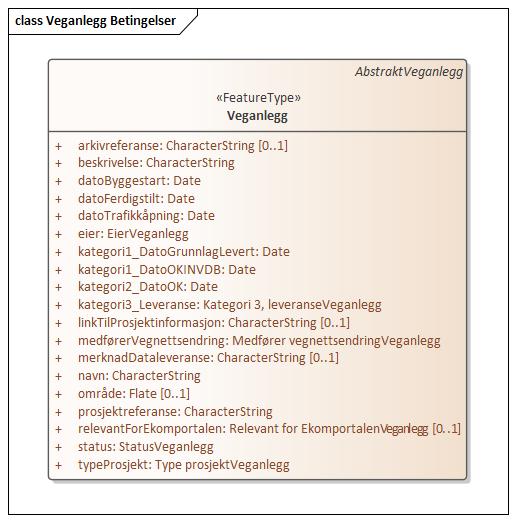 class Veganlegg Betingelser
AbstraktVeganlegg
«FeatureType»
Veganlegg
+ arkivreferanse: CharacterString [0..1]
+ beskrivelse: CharacterString
+ datoByggestart: Date
+ datoFerdigstilt: Date
+ datoTrafikkåpning: Date
+ eier: EierVeganlegg
+ kategori1_DatoGrunnlagLevert: Date
+ kategori1_DatoOKINVDB: Date
+ kategori2_DatoOK: Date
+ kategori3_Leveranse: Kategori 3, leveranseVeganlegg
+ linkTilProsjektinformasjon: CharacterString [0..1]
+ medførerVegnettsendring: Medfører vegnettsendringVeganlegg
+ merknadDataleveranse: CharacterString [0..1]
+ navn: CharacterString
+ område: Flate [0..1]
+ prosjektreferanse: CharacterString
+ relevantForEkomportalen: Relevant for EkomportalenVeganlegg [0..1]
+ status: StatusVeganlegg
+ typeProsjekt: Type prosjektVeganlegg